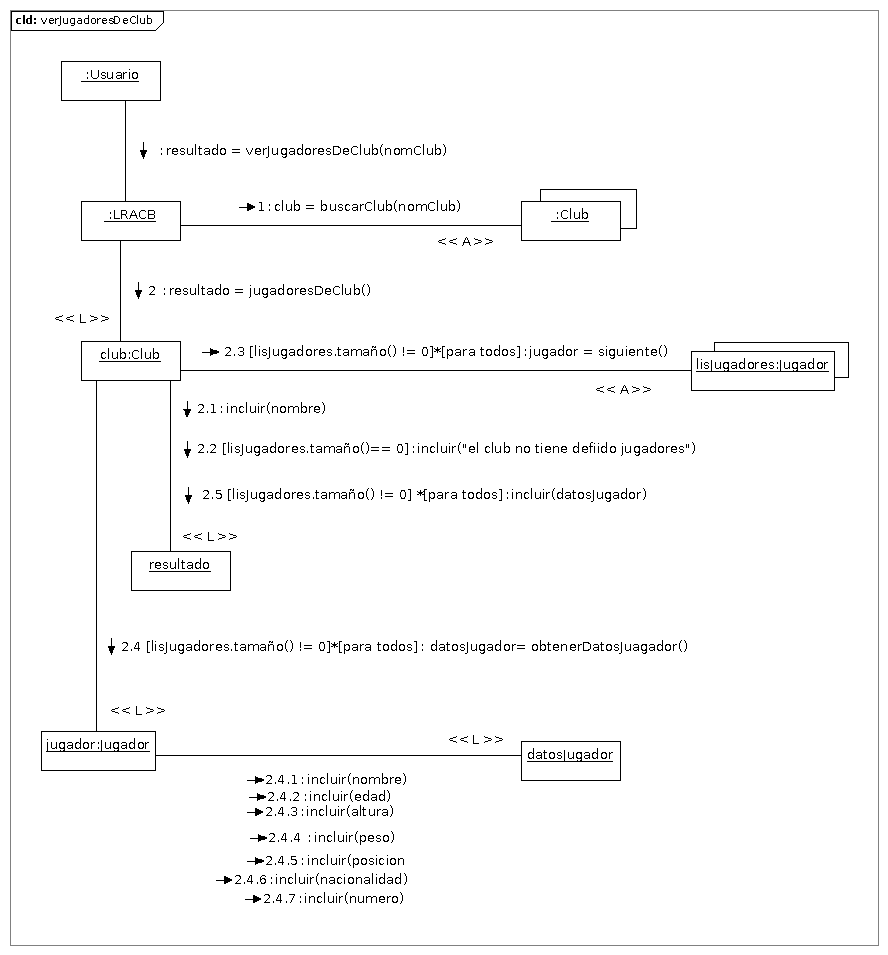 cld: verJugadoresDeClub
:Usuario
:resultado = verJugadoresDeClub(nomClub)
:LRACB
1:club = buscarClub(nomClub)
:Club
<< A >>
2 :resultado = jugadoresDeClub()
<< L >>
club:Club
2.3 [lisJugadores.tamaño() != 0]*[para todos]:jugador = siguiente()
lisJugadores:Jugador
<< A >>
2.1:incluir(nombre)
2.2 [lisJugadores.tamaño()== 0]:incluir("el club no tiene defiido jugadores")
2.5 [lisJugadores.tamaño() != 0] *[para todos]:incluir(datosJugador)
<< L >>
resultado
2.4 [lisJugadores.tamaño() != 0]*[para todos]: datosJugador= obtenerDatosJuagador()
<< L >>
jugador:Jugador
<< L >>
datosJugador
2.4.1:incluir(nombre)
2.4.2:incluir(edad)
2.4.3:incluir(altura)
2.4.4 :incluir(peso)
2.4.5:incluir(posicion
2.4.6:incluir(nacionalidad)
2.4.7:incluir(numero)